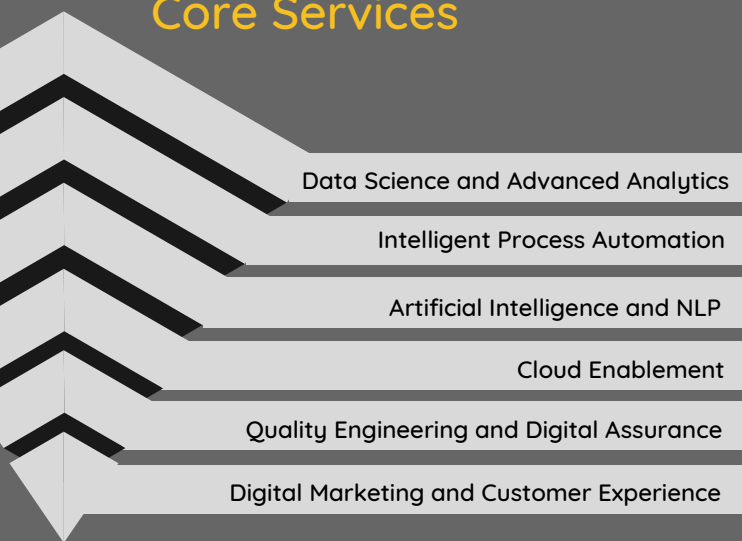 Core Services
Data Science and Advanced Analytics
Intelligent Process Automation
Artificial Intelligence and NLP
Cloud Enablement
Quality Engineering and Digital Assurance
Digital Marketing and Customer Experience